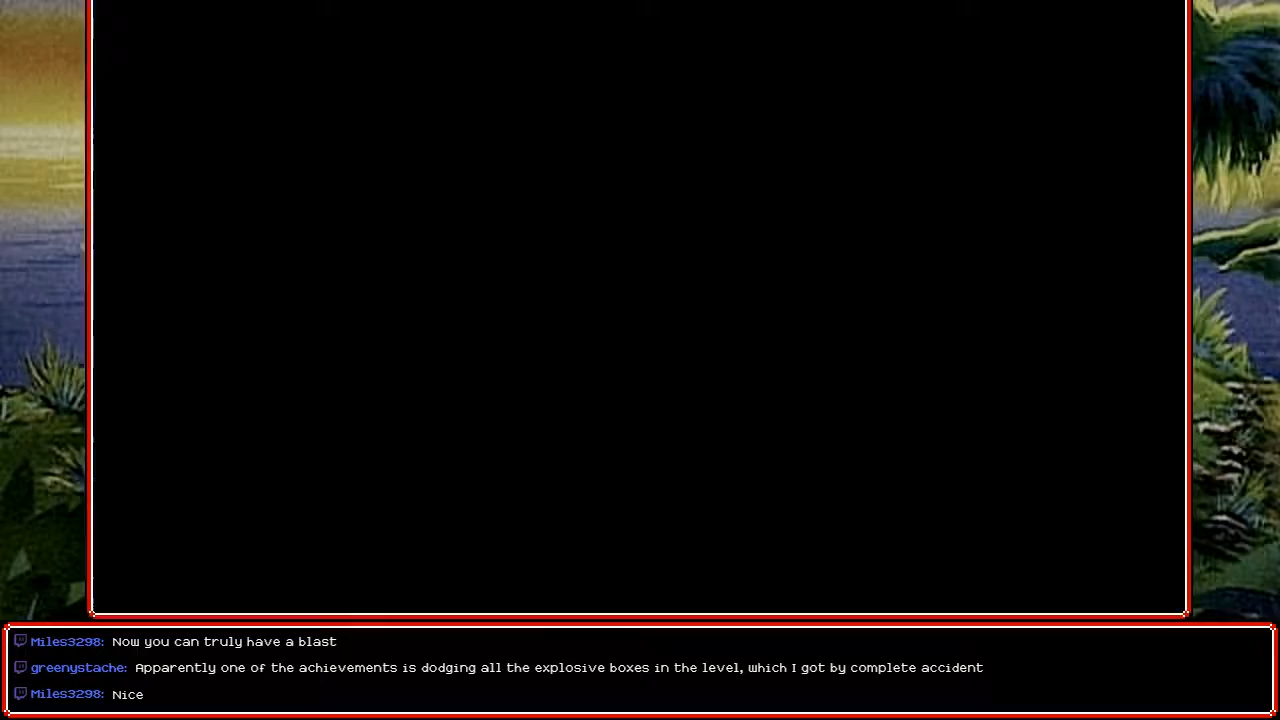 Miles3298: Now you can truly have a blast
greenystache: Apparently one of the achievements is dodging all the explosive boxes in the level, which I got by complete accident
Miles3298: Nice